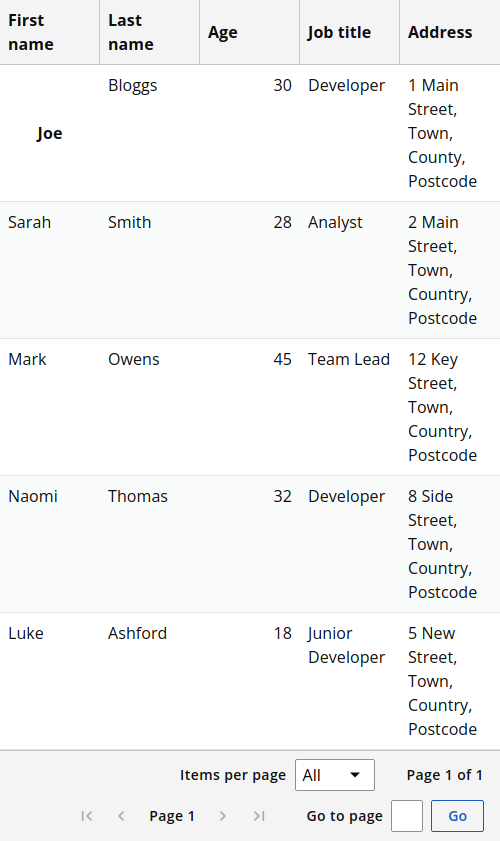 First name Last name Age Job title Address
Joe Bloggs 30 Developer 1 Main Street, Town, County, Postcode
Sarah Smith 28 Analyst 2 Main Street, Town, Country, Postcode
Mark Owens 45 Team Lead 12 Key Street, Town, Country, Postcode
Naomi Thomas 32 Developer 8 Side Street, Town, Country, Postcode
Luke Ashford 18 Junior Developer 5 New Street, Town, Country, Postcode
Items per page All Page 1 of 1
Page 1 Go to page Go